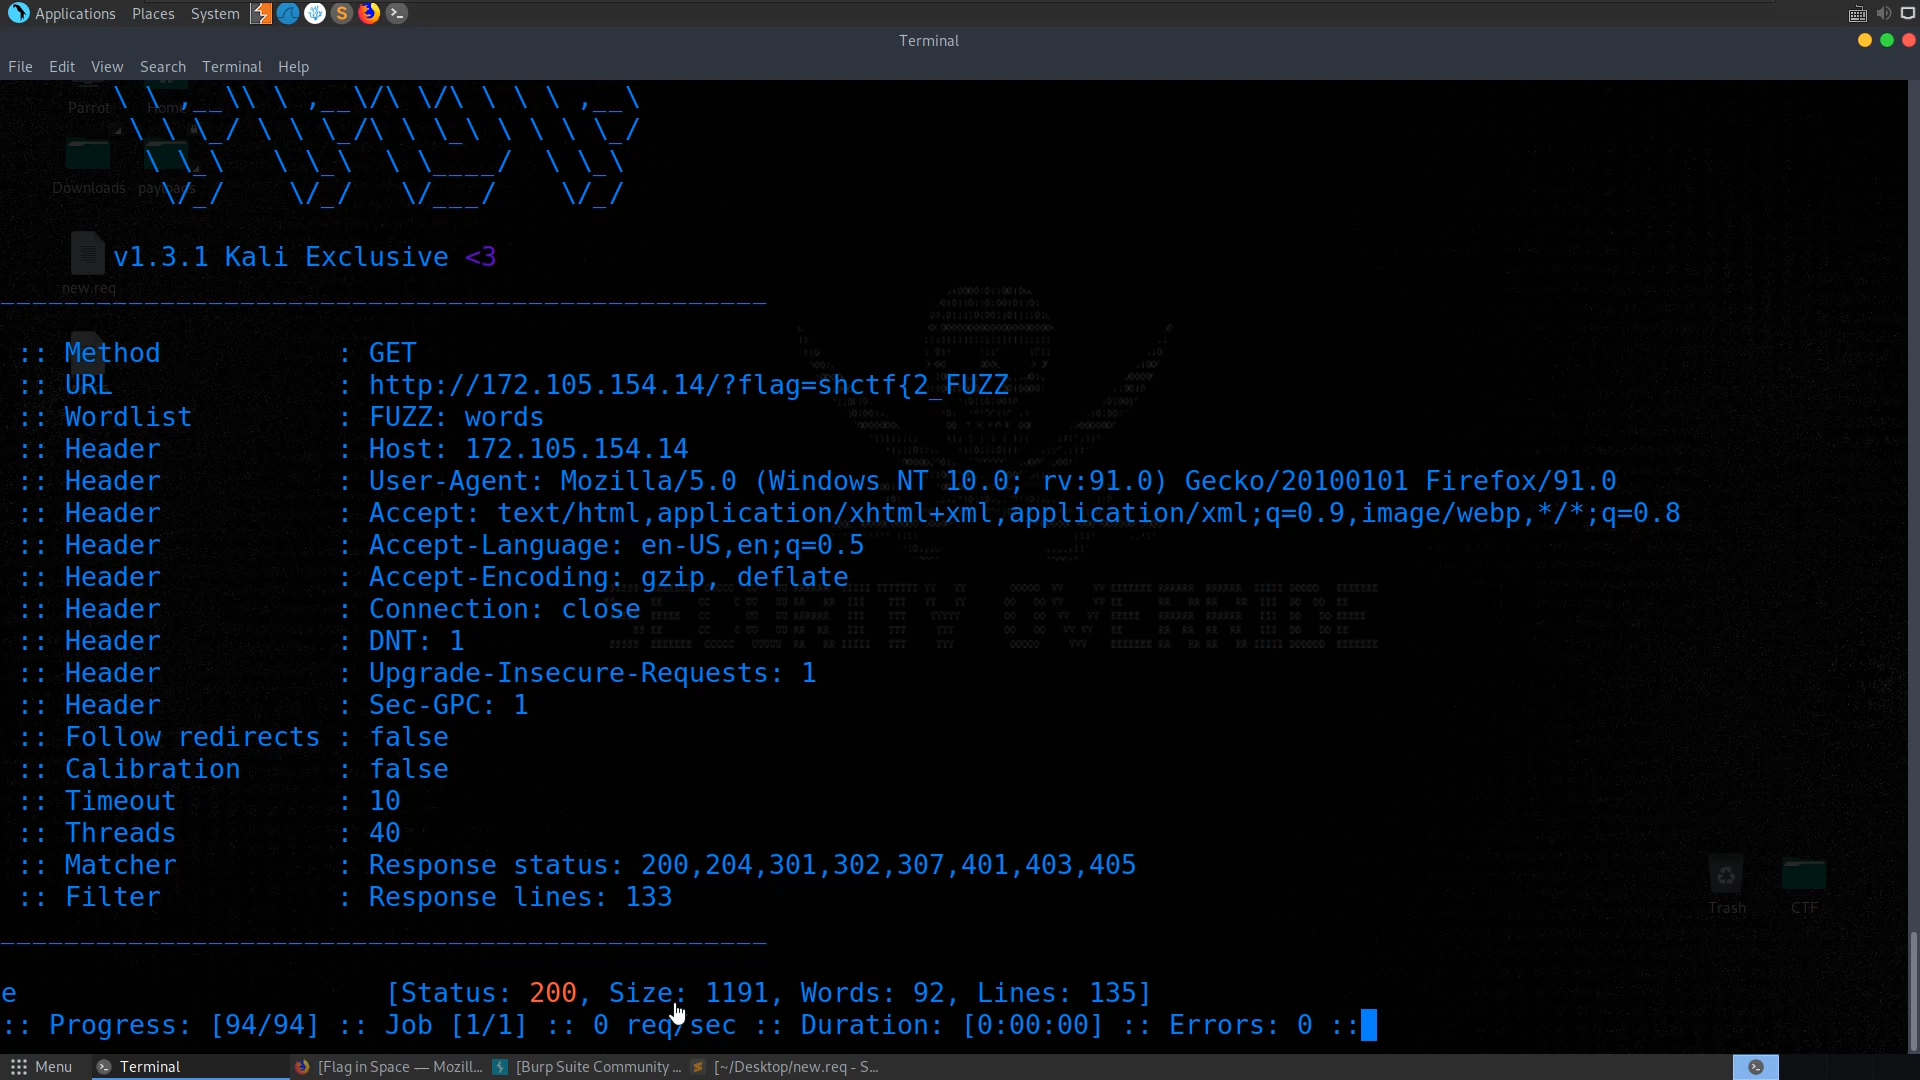 Applications Places System
Terminal
File Edit View Search Terminal Help
Parrot
Home
Downloads
payloads
new.req
v1.3.1 Kali Exclusive <3
:: Method : GET
:: URL : http://172.105.154.14/?flag=shctf{2_FUZZ
:: Wordlist : FUZZ: words
:: Header : Host: 172.105.154.14
:: Header : User-Agent: Mozilla/5.0 (Windows NT 10.0; rv:91.0) Gecko/20100101 Firefox/91.0
:: Header : Accept: text/html,application/xhtml+xml,application/xml;q=0.9,image/webp,*/*;q=0.8
:: Header : Accept-Language: en-US,en;q=0.5
:: Header : Accept-Encoding: gzip, deflate
:: Header : Connection: close
:: Header : DNT: 1
:: Header : Upgrade-Insecure-Requests: 1
:: Header : Sec-GPC: 1
:: Follow redirects : false
:: Calibration : false
:: Timeout : 10
:: Threads : 40
:: Matcher : Response status: 200,204,301,302,307,401,403,405
:: Filter : Response lines: 133
SECURITY OVERIDE
Trash CTF
e [Status: 200, Size: 1191, Words: 92, Lines: 135]
:: Progress: [94/94] :: Job [1/1] :: 0 req/sec :: Duration: [0:00:00] :: Errors: 0 ::
Menu Terminal [Flag in Space — Mozill... [Burp Suite Community ... [~/Desktop/new.req - S...